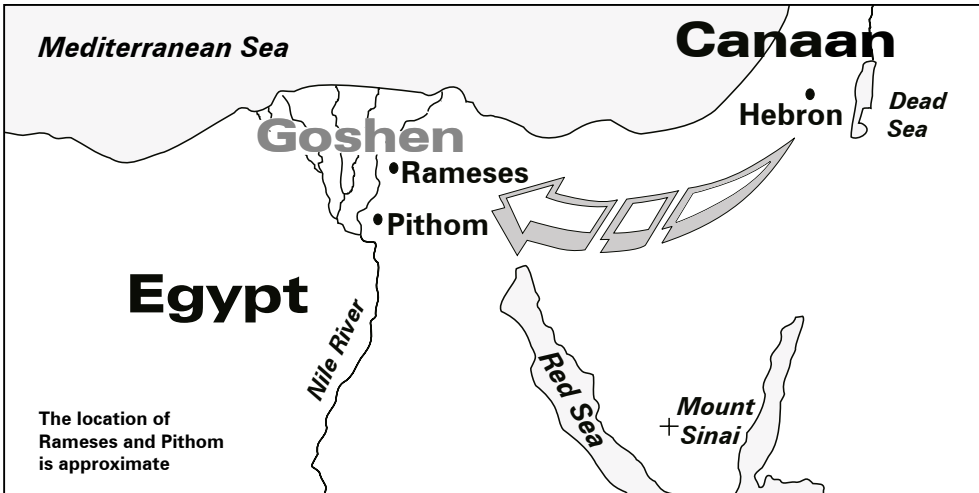 Mediterranean Sea
Canaan
Hebron
Dead
Sea
Goshen
Rameses
Pithom
Egypt
Nile River
Red Sea
Mount
Sinai
The location of
Rameses and Pithom
is approximate